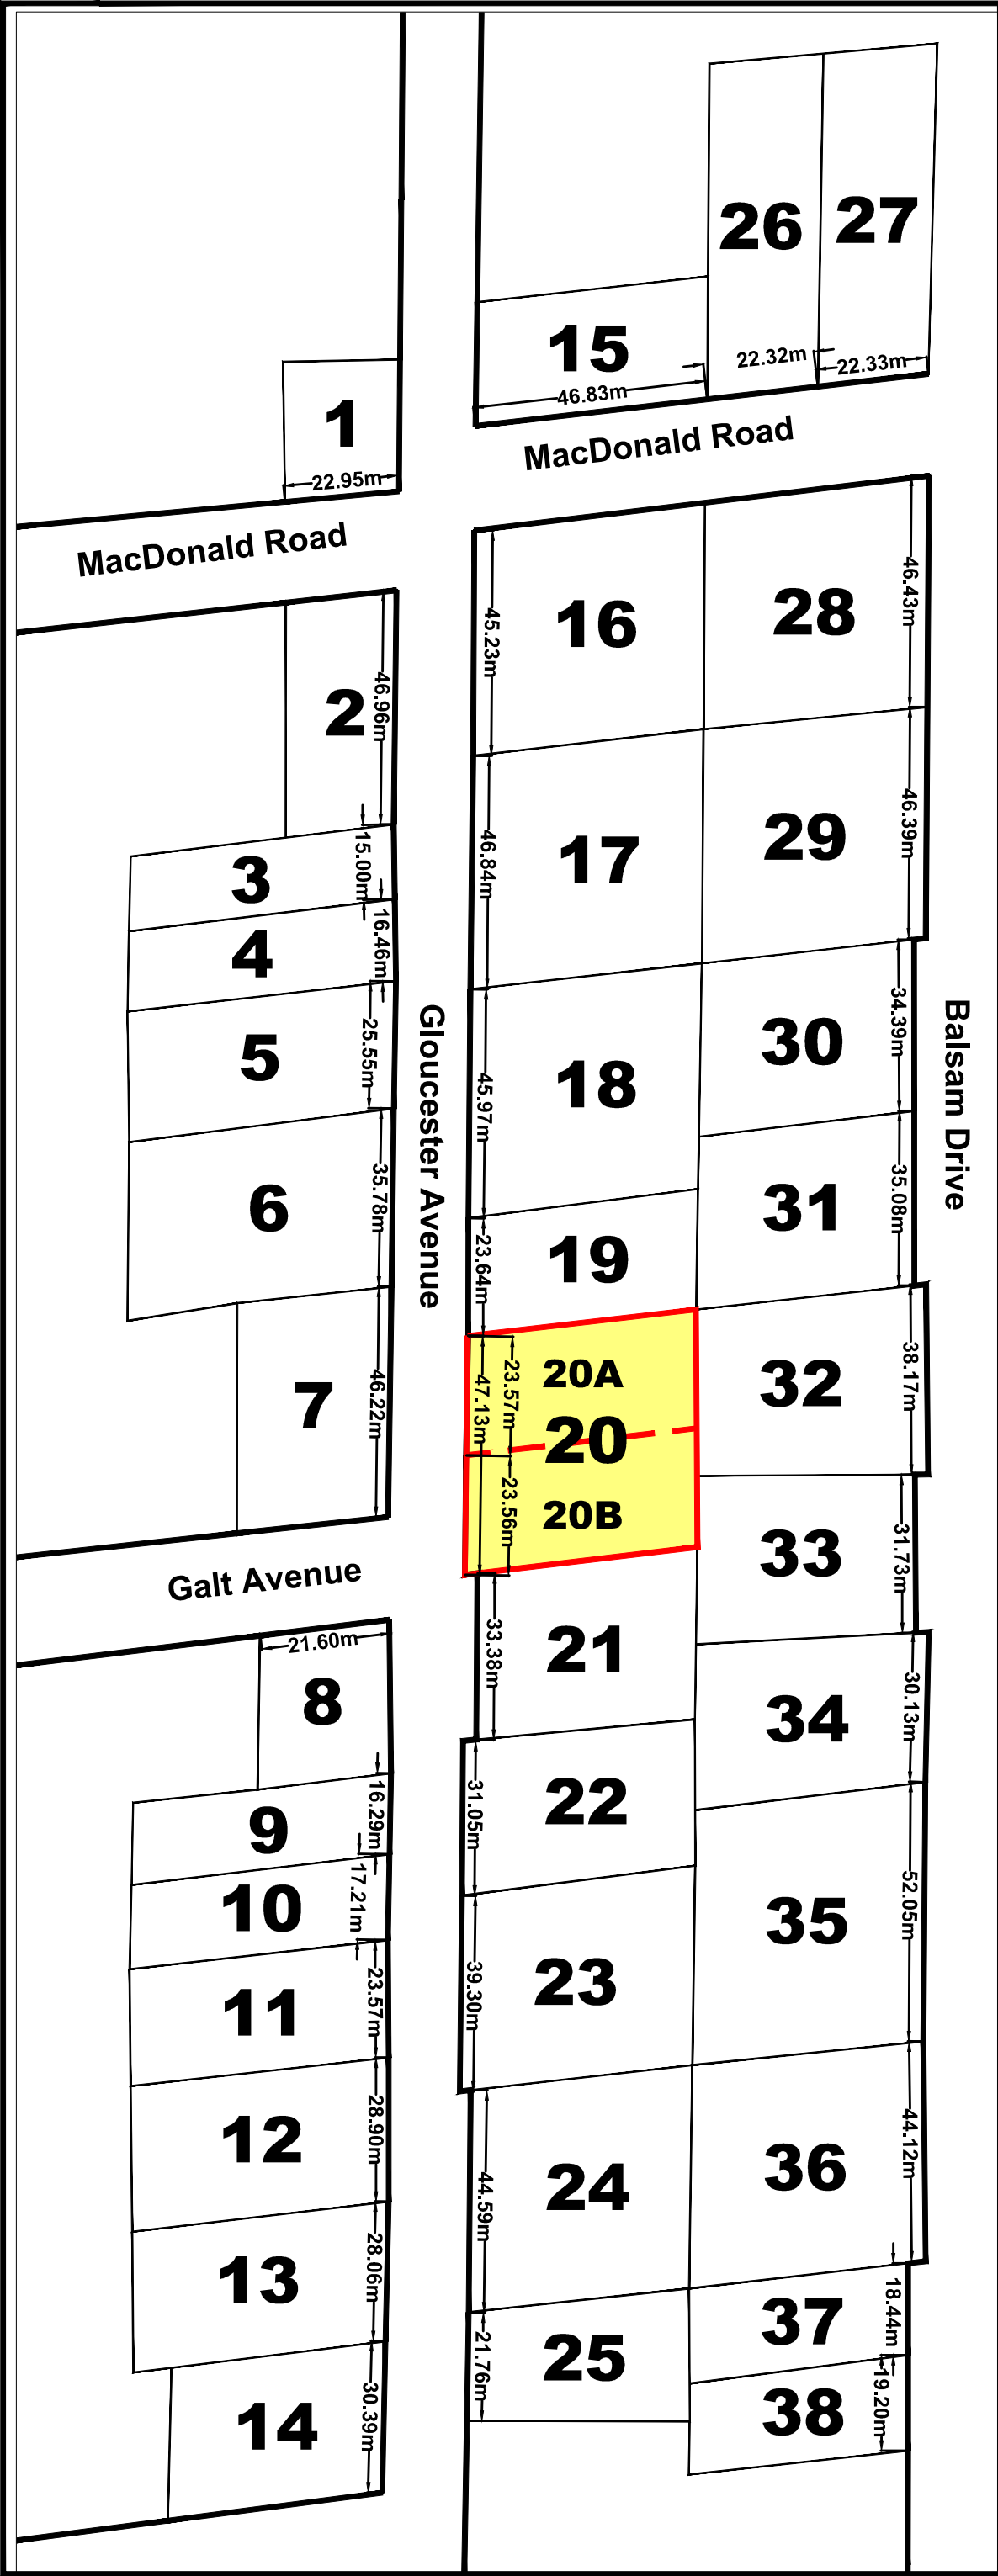 26
27
15
22.32m
22.33m
46.83m
1
22.95m
MacDonald Road
MacDonald Road
16
28
45.23m
46.43m
2
46.96m
17
29
46.84m
46.39m
3
15.00m
4
16.46m
5
25.55m
6
35.78m
7
46.22m
Gloucester Avenue
Balsam Drive
18
45.97m
30
34.39m
31
35.08m
19
23.64m
20A
23.57m
47.13m
20
20B
23.56m
32
38.17m
33
31.73m
Galt Avenue
21.60m
8
21
33.38m
34
30.13m
9
16.29m
22
31.05m
10
17.21m
35
52.05m
11
23.57m
23
39.30m
12
28.90m
24
44.59m
36
44.12m
13
28.06m
37
18.44m
25
21.76m
14
30.39m
38
19.20m